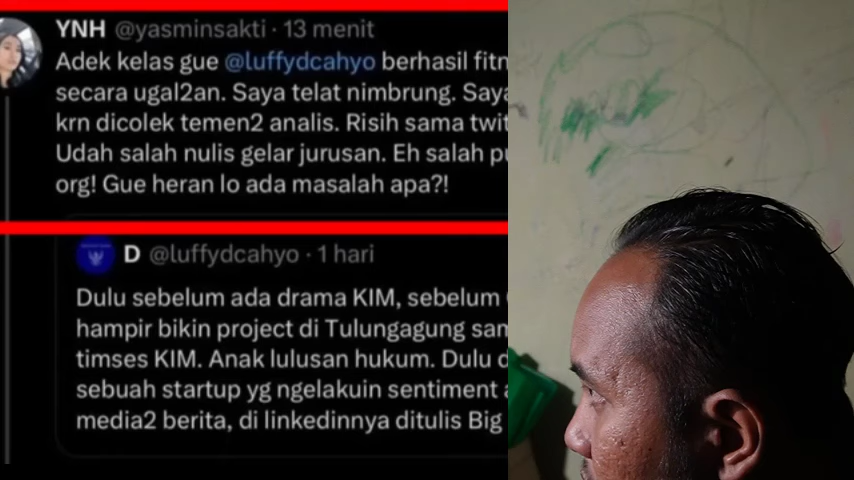 YNH @yasminsakti · 13 menit
Adek kelas gue @luffydcahyo berhasil fitn
secara ugal2an. Saya telat nimbrung. Saya
krn dicolek temen2 analis. Risih sama twit
Udah salah nulis gelar jurusan. Eh salah
org! Gue heran lo ada masalah apa?!
D @luffydcahyo · 1 hari
Dulu sebelum ada drama KIM, sebelum
hampir bikin project di Tulungagung sam
timses KIM. Anak lulusan hukum. Dulu d
sebuah startup yg ngelakuin sentiment a
media2 berita, di linkedinnya ditulis Big